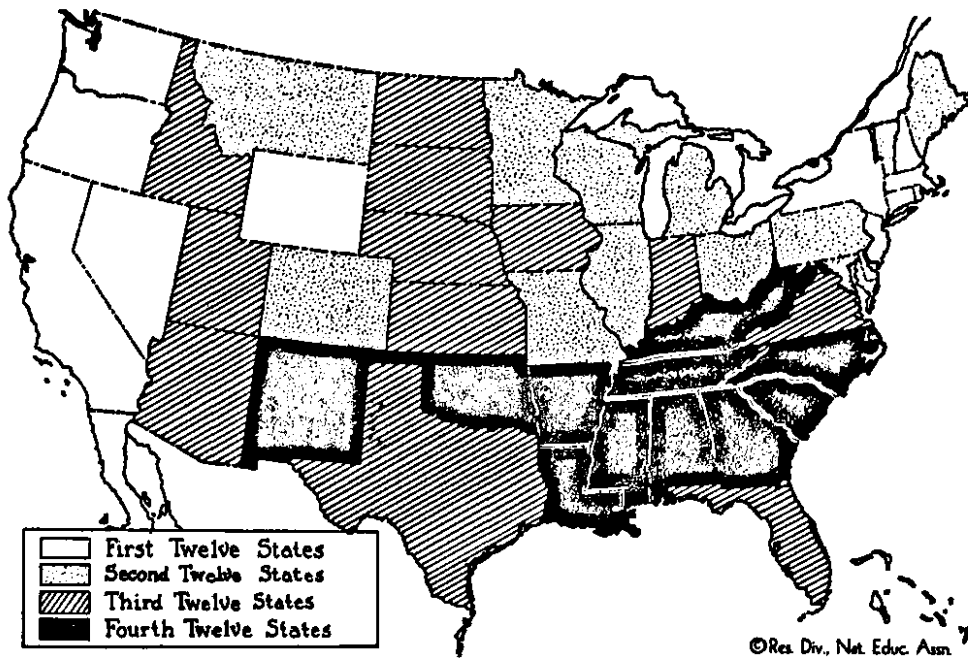 First Twelve States
Second Twelve States
Third Twelve States
Fourth Twelve States
©Res. Div., Nat. Educ. Assn.